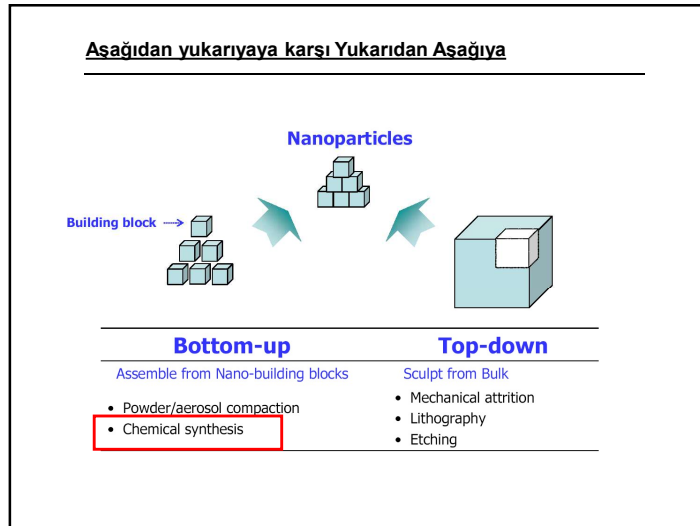 Aşağıdan yukarıyaya karşı Yukarıdan Aşağıya
Nanoparticles
Building block
Bottom-up
Top-down
Assemble from Nano-building blocks
Sculpt from Bulk
• Powder/aerosol compaction
• Chemical synthesis
• Mechanical attrition
• Lithography
• Etching